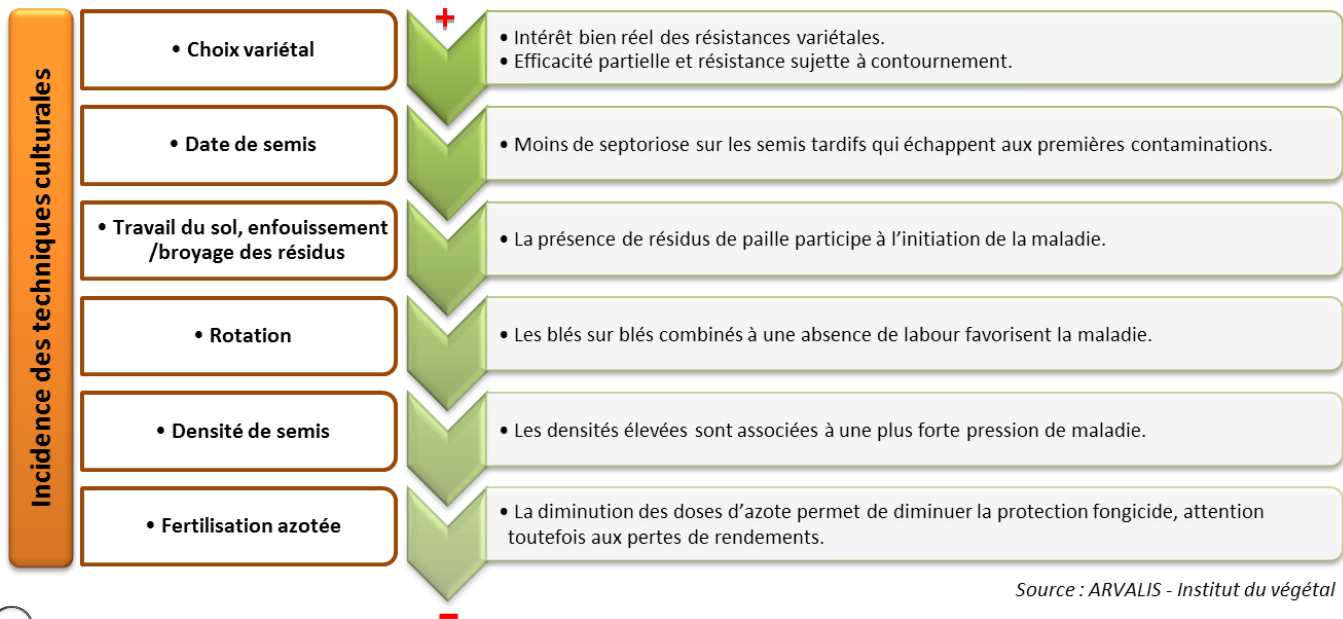 Incidence des techniques culturales
+
• Choix variétal
• Intérêt bien réel des résistances variétales.
• Efficacité partielle et résistance sujette à contournement.
• Date de semis
• Moins de septoriose sur les semis tardifs qui échappent aux premières contaminations.
• Travail du sol, enfouissement
/broyage des résidus
• La présence de résidus de paille participe à l’initiation de la maladie.
• Rotation
• Les blés sur blés combinés à une absence de labour favorisent la maladie.
• Densité de semis
• Les densités élevées sont associées à une plus forte pression de maladie.
• Fertilisation azotée
• La diminution des doses d’azote permet de diminuer la protection fongicide, attention
toutefois aux pertes de rendements.
-
Source : ARVALIS - Institut du végétal